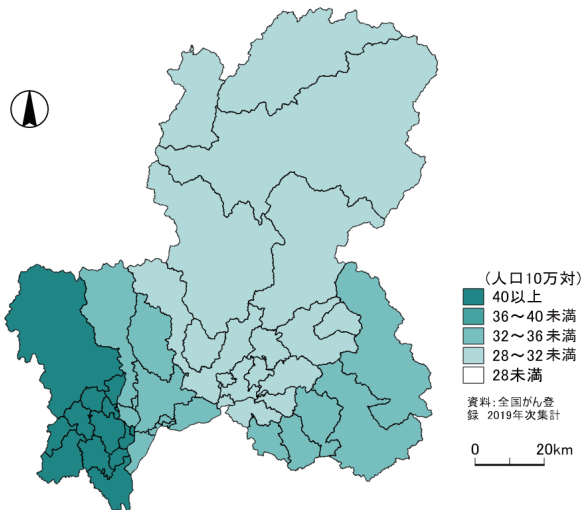 (人口10万対)
40以上
36～40未満
32～36未満
28～32未満
28未満
資料:全国がん登
録 2019年次集計
0 20km